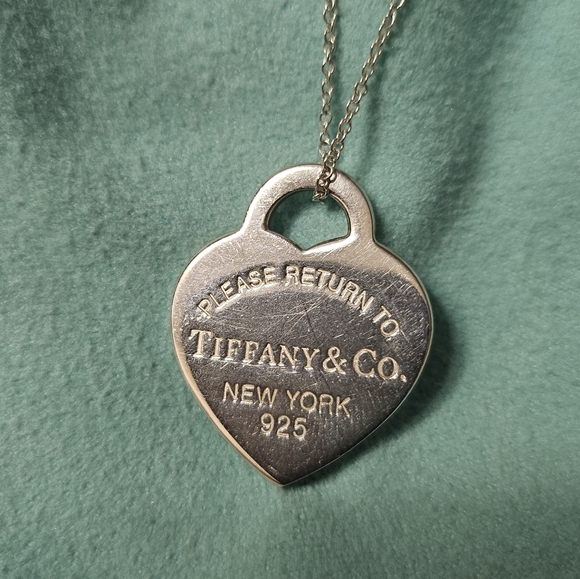 PLEASE RETURN TO
TIFFANY & CO.
NEW YORK
925